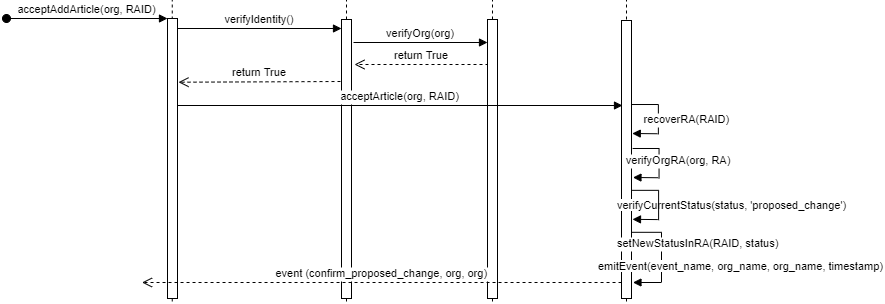 acceptAddArticle(org, RAID)
verifyIdentity()
verifyOrg(org)
return True
return True
acceptArticle(org, RAID)
recoverRA(RAID)
verifyOrgRA(org, RA)
verifyCurrentStatus(status, 'proposed_change')
setNewStatusInRA(RAID, status)
emitEvent(event_name, org_name, org_name, timestamp)
event (confirm_proposed_change, org, org)